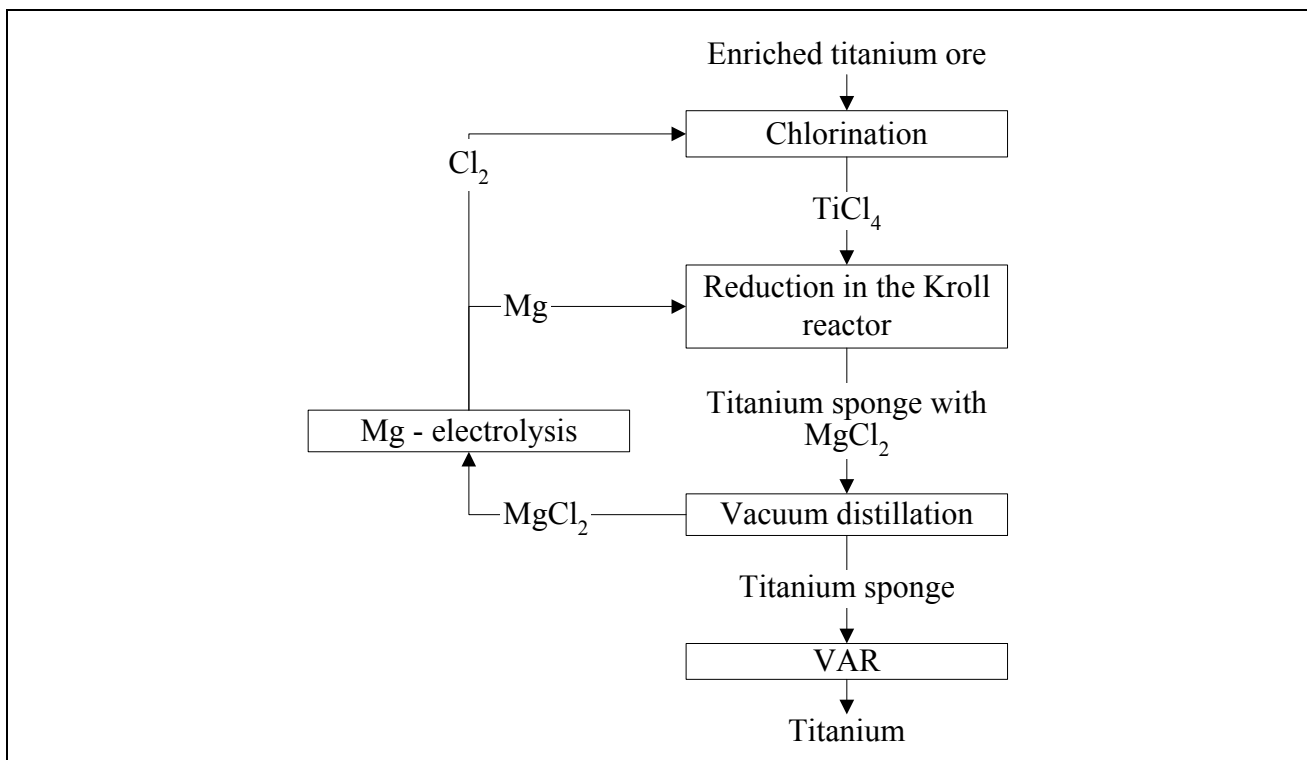 Enriched titanium ore
Chlorination
Cl₂
TiCl₄
Reduction in the Kroll
reactor
Mg
Titanium sponge with
MgCl₂
Mg - electrolysis
MgCl₂
Vacuum distillation
Titanium sponge
VAR
Titanium